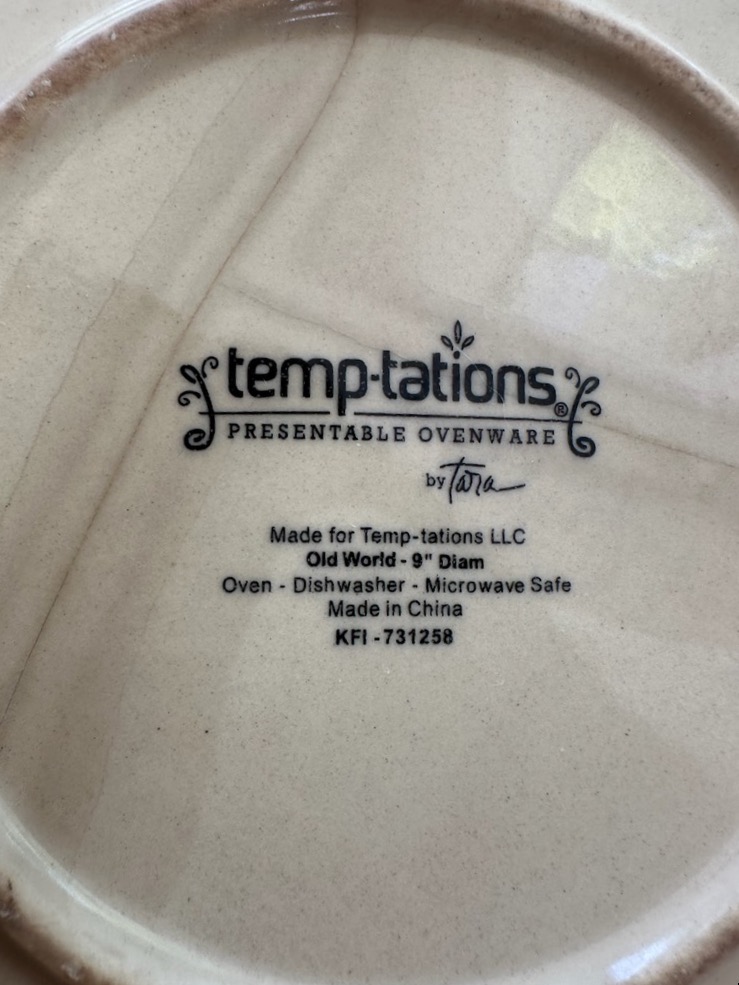 temp-tations®
PRESENTABLE OVENWARE
by Tara
Made for Temp-tations LLC
Old World - 9" Diam
Oven - Dishwasher - Microwave Safe
Made in China
KFI - 731258